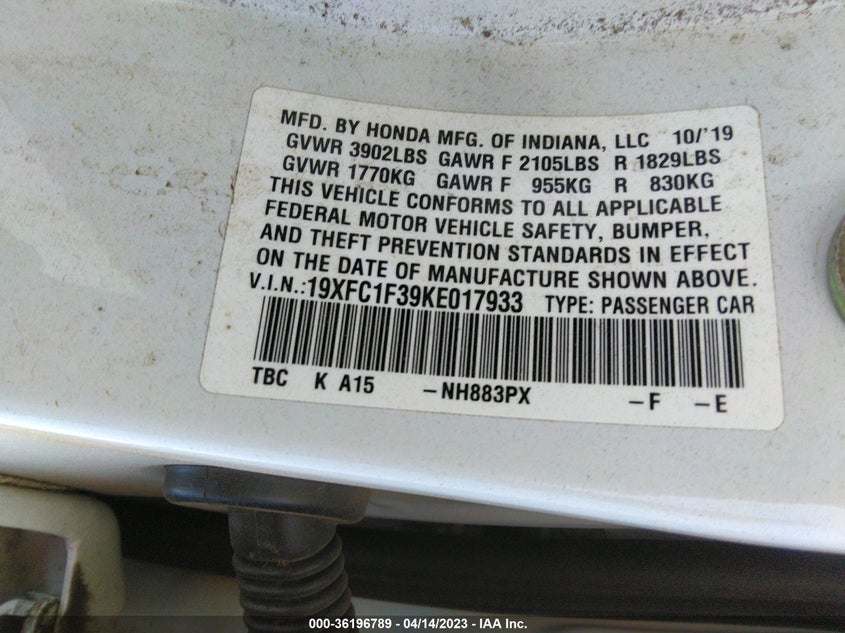 MFD. BY HONDA MFG. OF INDIANA, LLC 10/'19
GVWR 3902LBS GAWR F 2105LBS R 1829LBS
GVWR 1770KG GAWR F 955KG R 830KG
THIS VEHICLE CONFORMS TO ALL APPLICABLE
FEDERAL MOTOR VEHICLE SAFETY, BUMPER,
AND THEFT PREVENTION STANDARDS IN EFFECT
ON THE DATE OF MANUFACTURE SHOWN ABOVE.
V.I.N.:19XFC1F39KE017933 TYPE: PASSENGER CAR
TBC K A15 -NH883PX -F -E
000-36196789 - 04/14/2023 - IAA Inc.